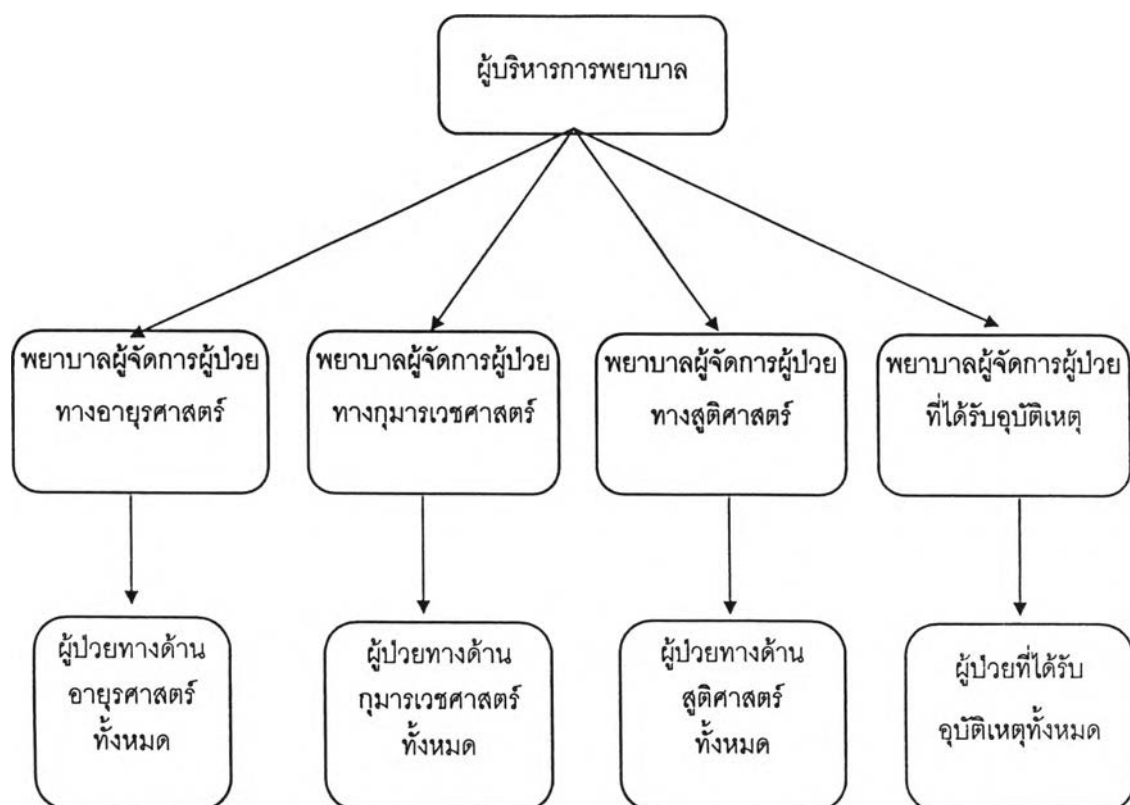 ผู้บริหารการพยาบาล
พยาบาลผู้จัดการผู้ป่วย
ทางอายุรศาสตร์
พยาบาลผู้จัดการผู้ป่วย
ทางกุมารเวชศาสตร์
พยาบาลผู้จัดการผู้ป่วย
ทางสูติศาสตร์
พยาบาลผู้จัดการผู้ป่วย
ที่ได้รับอุบัติเหตุ
ผู้ป่วยทางด้าน
อายุรศาสตร์
ทั้งหมด
ผู้ป่วยทางด้าน
กุมารเวชศาสตร์
ทั้งหมด
ผู้ป่วยทางด้าน
สูติศาสตร์
ทั้งหมด
ผู้ป่วยที่ได้รับ
อุบัติเหตุทั้งหมด